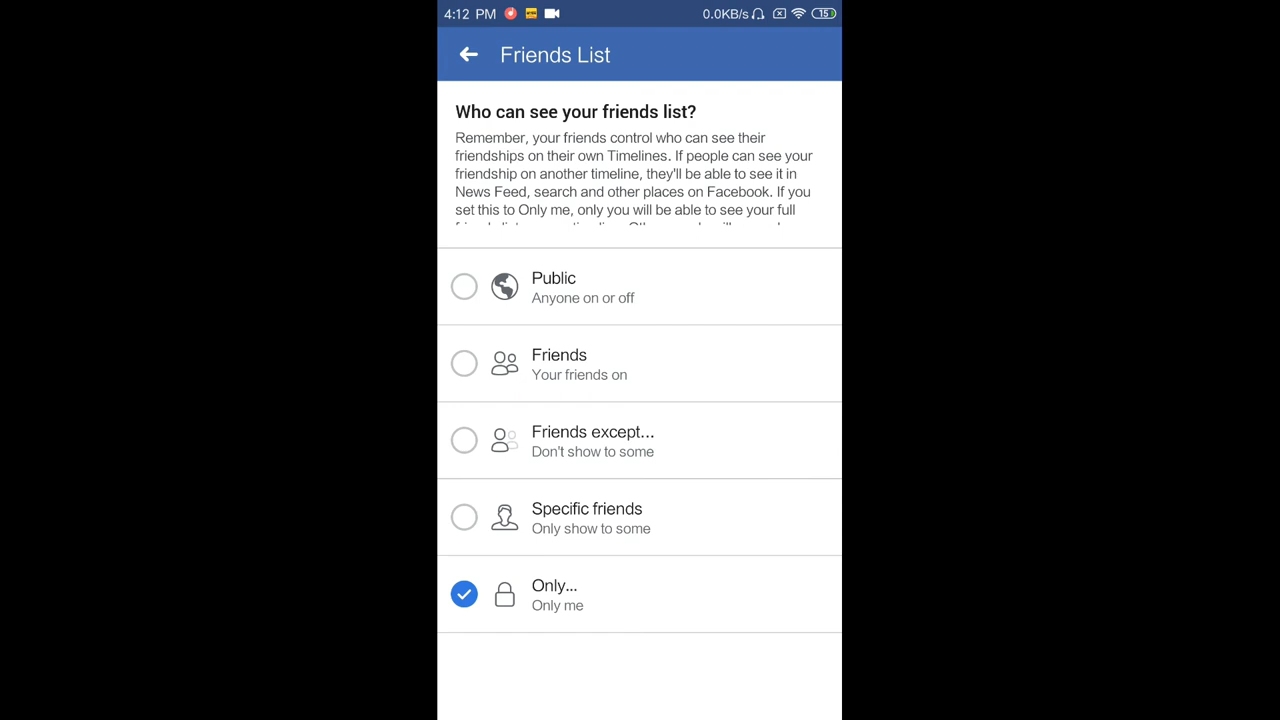 4:12 PM 0.0KB/s 15
Friends List
Who can see your friends list?
Remember, your friends control who can see their
friendships on their own Timelines. If people can see your
friendship on another timeline, they'll be able to see it in
News Feed, search and other places on Facebook. If you
set this to Only me, only you will be able to see your full
Public
Anyone on or off
Friends
Your friends on
Friends except...
Don't show to some
Specific friends
Only show to some
Only...
Only me